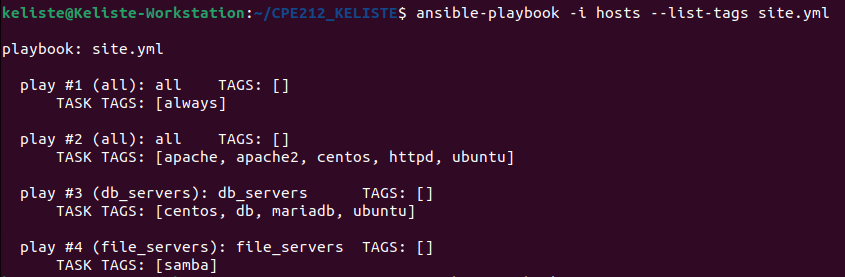 keliste@Keliste-Workstation:~/CPE212_KELISTE$ ansible-playbook -i hosts --list-tags site.yml
playbook: site.yml
play #1 (all): all TAGS: []
TASK TAGS: [always]
play #2 (all): all TAGS: []
TASK TAGS: [apache, apache2, centos, httpd, ubuntu]
play #3 (db_servers): db_servers TAGS: []
TASK TAGS: [centos, db, mariadb, ubuntu]
play #4 (file_servers): file_servers TAGS: []
TASK TAGS: [samba]